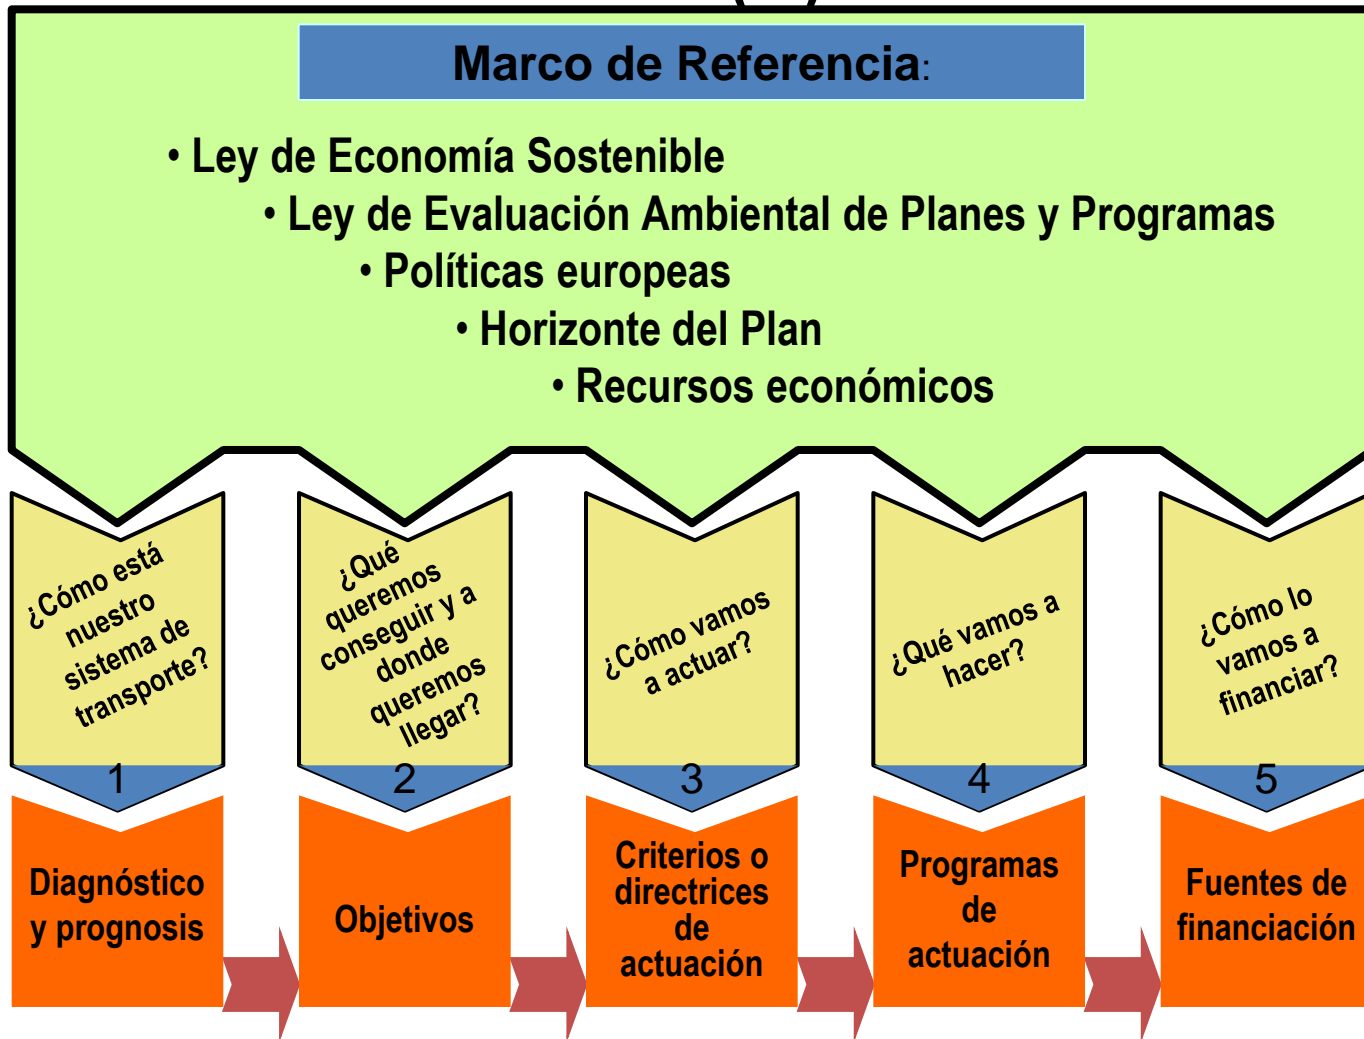 Marco de Referencia:
• Ley de Economía Sostenible
• Ley de Evaluación Ambiental de Planes y Programas
• Políticas europeas
• Horizonte del Plan
• Recursos económicos
¿Cómo está
nuestro
sistema de
transporte?
1
Diagnóstico
y prognosis
¿Qué
queremos
conseguir y a
donde
queremos
llegar?
2
Objetivos
¿Cómo vamos
a actuar?
3
Criterios o
directrices
de
actuación
¿Qué vamos a
hacer?
4
Programas
de
actuación
¿Cómo lo
vamos a
financiar?
5
Fuentes de
financiación